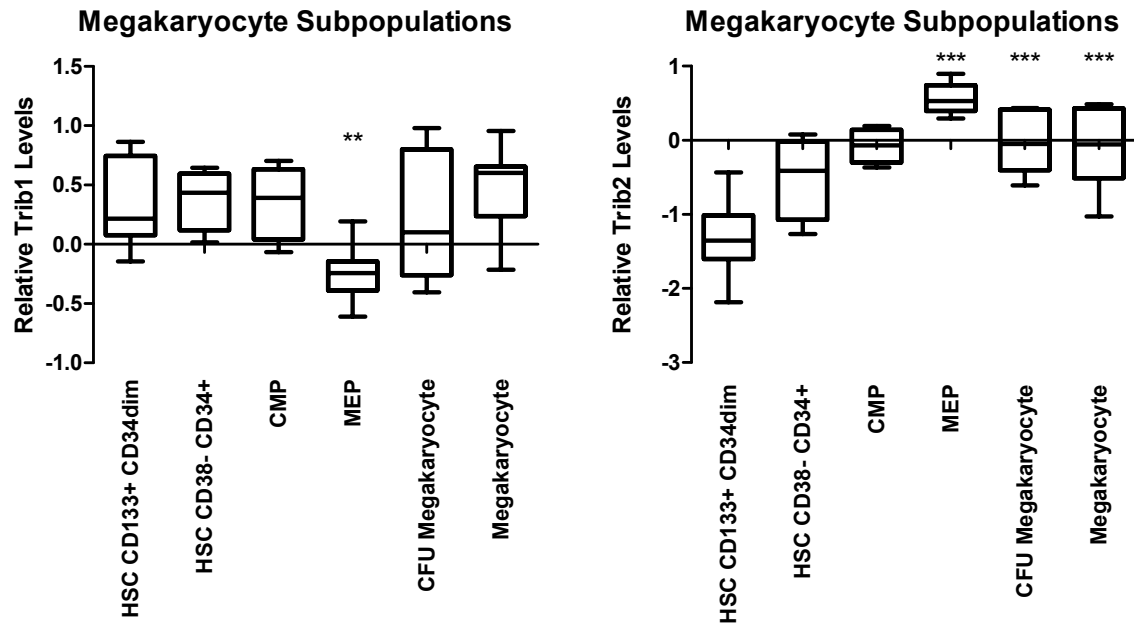 Megakaryocyte Subpopulations
Relative Trib1 Levels
1.5
1.0
0.5
0.0
-0.5
-1.0
**
HSC CD133+ CD34dim
HSC CD38- CD34+
CMP
MEP
CFU Megakaryocyte
Megakaryocyte
Megakaryocyte Subpopulations
Relative Trib2 Levels
1
0
-1
-2
-3
*** *** ***
HSC CD133+ CD34dim
HSC CD38- CD34+
CMP
MEP
CFU Megakaryocyte
Megakaryocyte